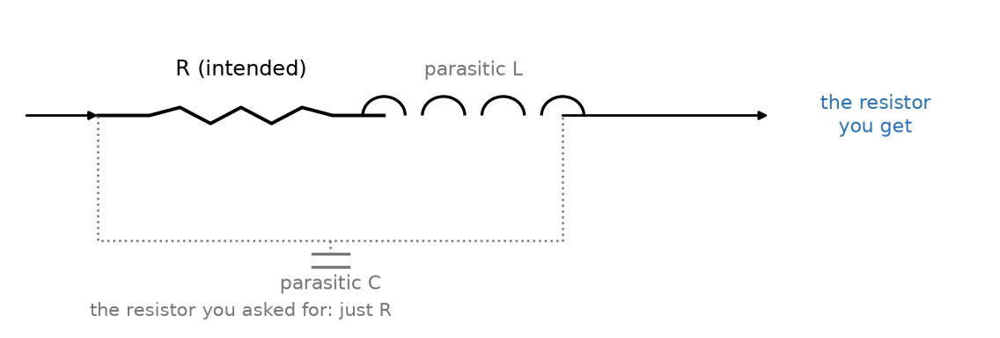 R (intended)
parasitic L
the resistor
you get
parasitic C
the resistor you asked for: just R